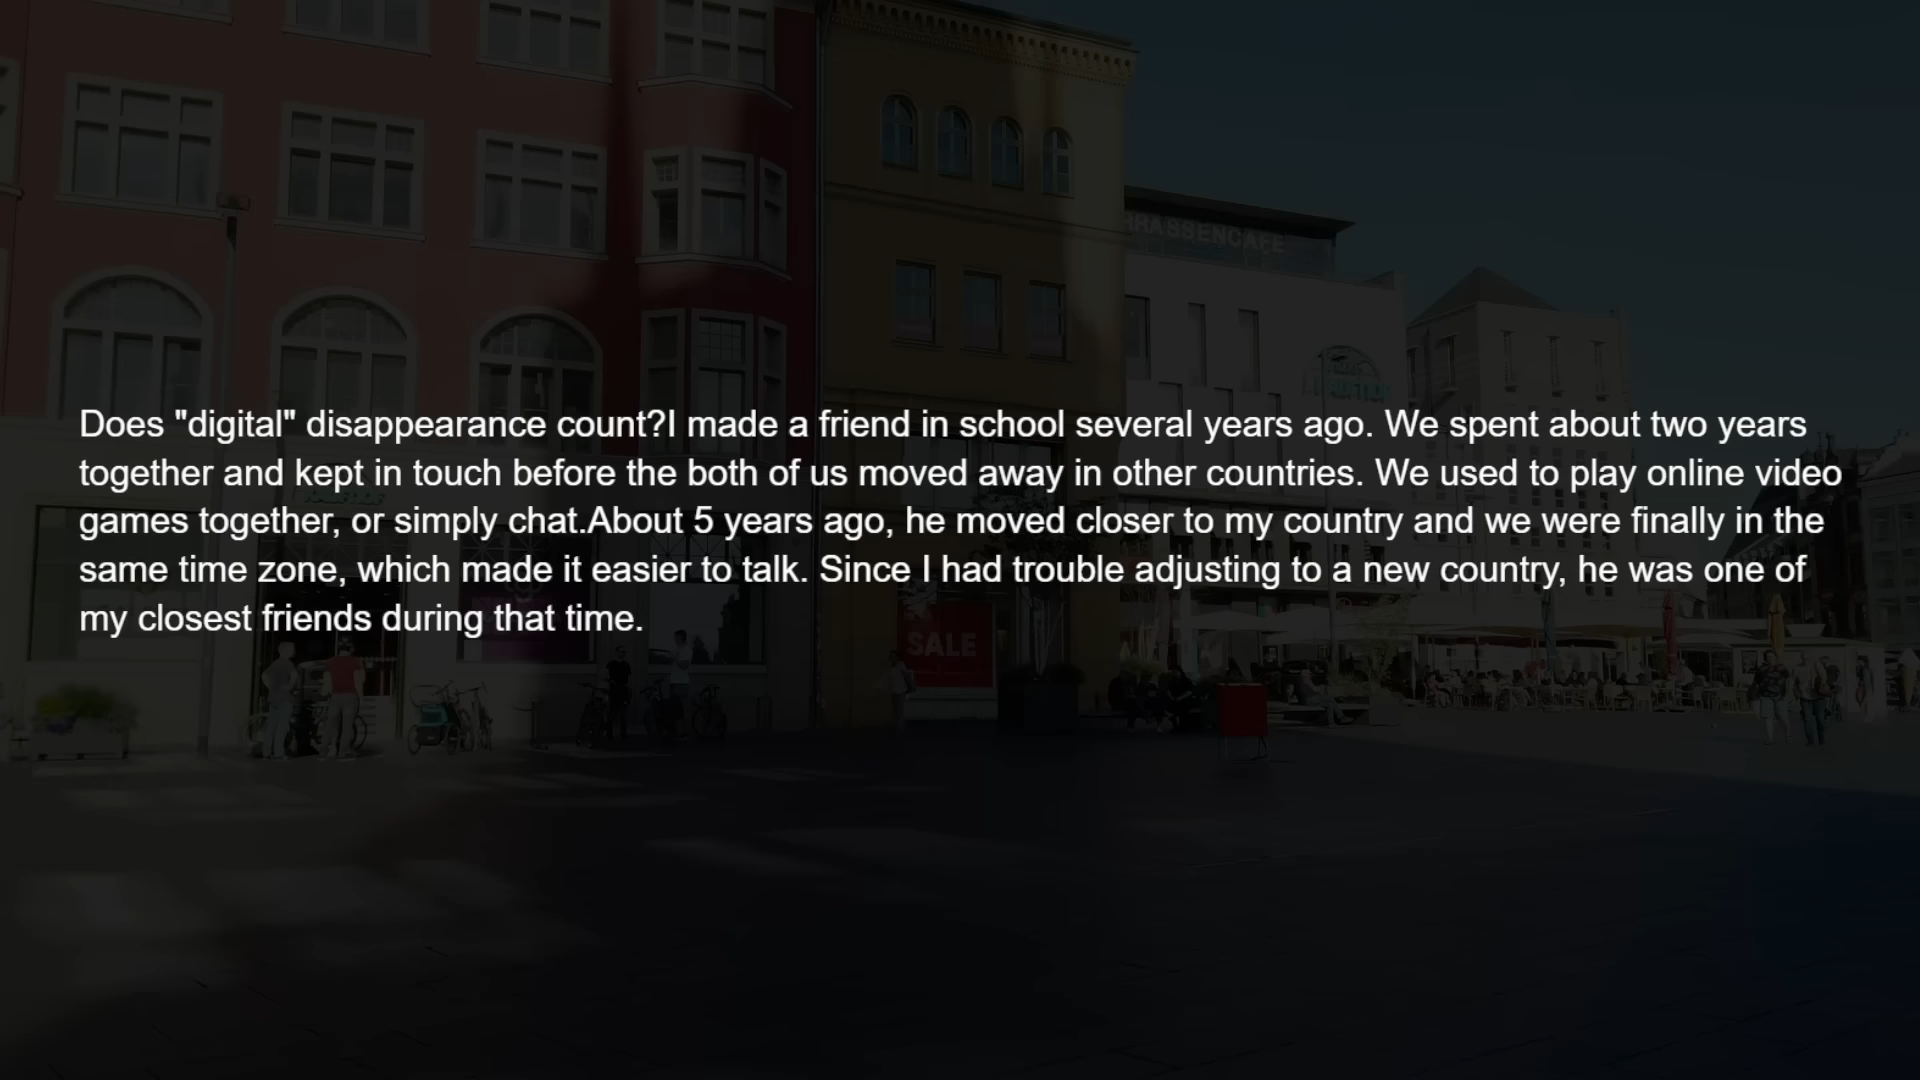 RRASSENCAFE
Does "digital" disappearance count?I made a friend in school several years ago. We spent about two years
together and kept in touch before the both of us moved away in other countries. We used to play online video
games together, or simply chat.About 5 years ago, he moved closer to my country and we were finally in the
same time zone, which made it easier to talk. Since I had trouble adjusting to a new country, he was one of
my closest friends during that time.
SALE